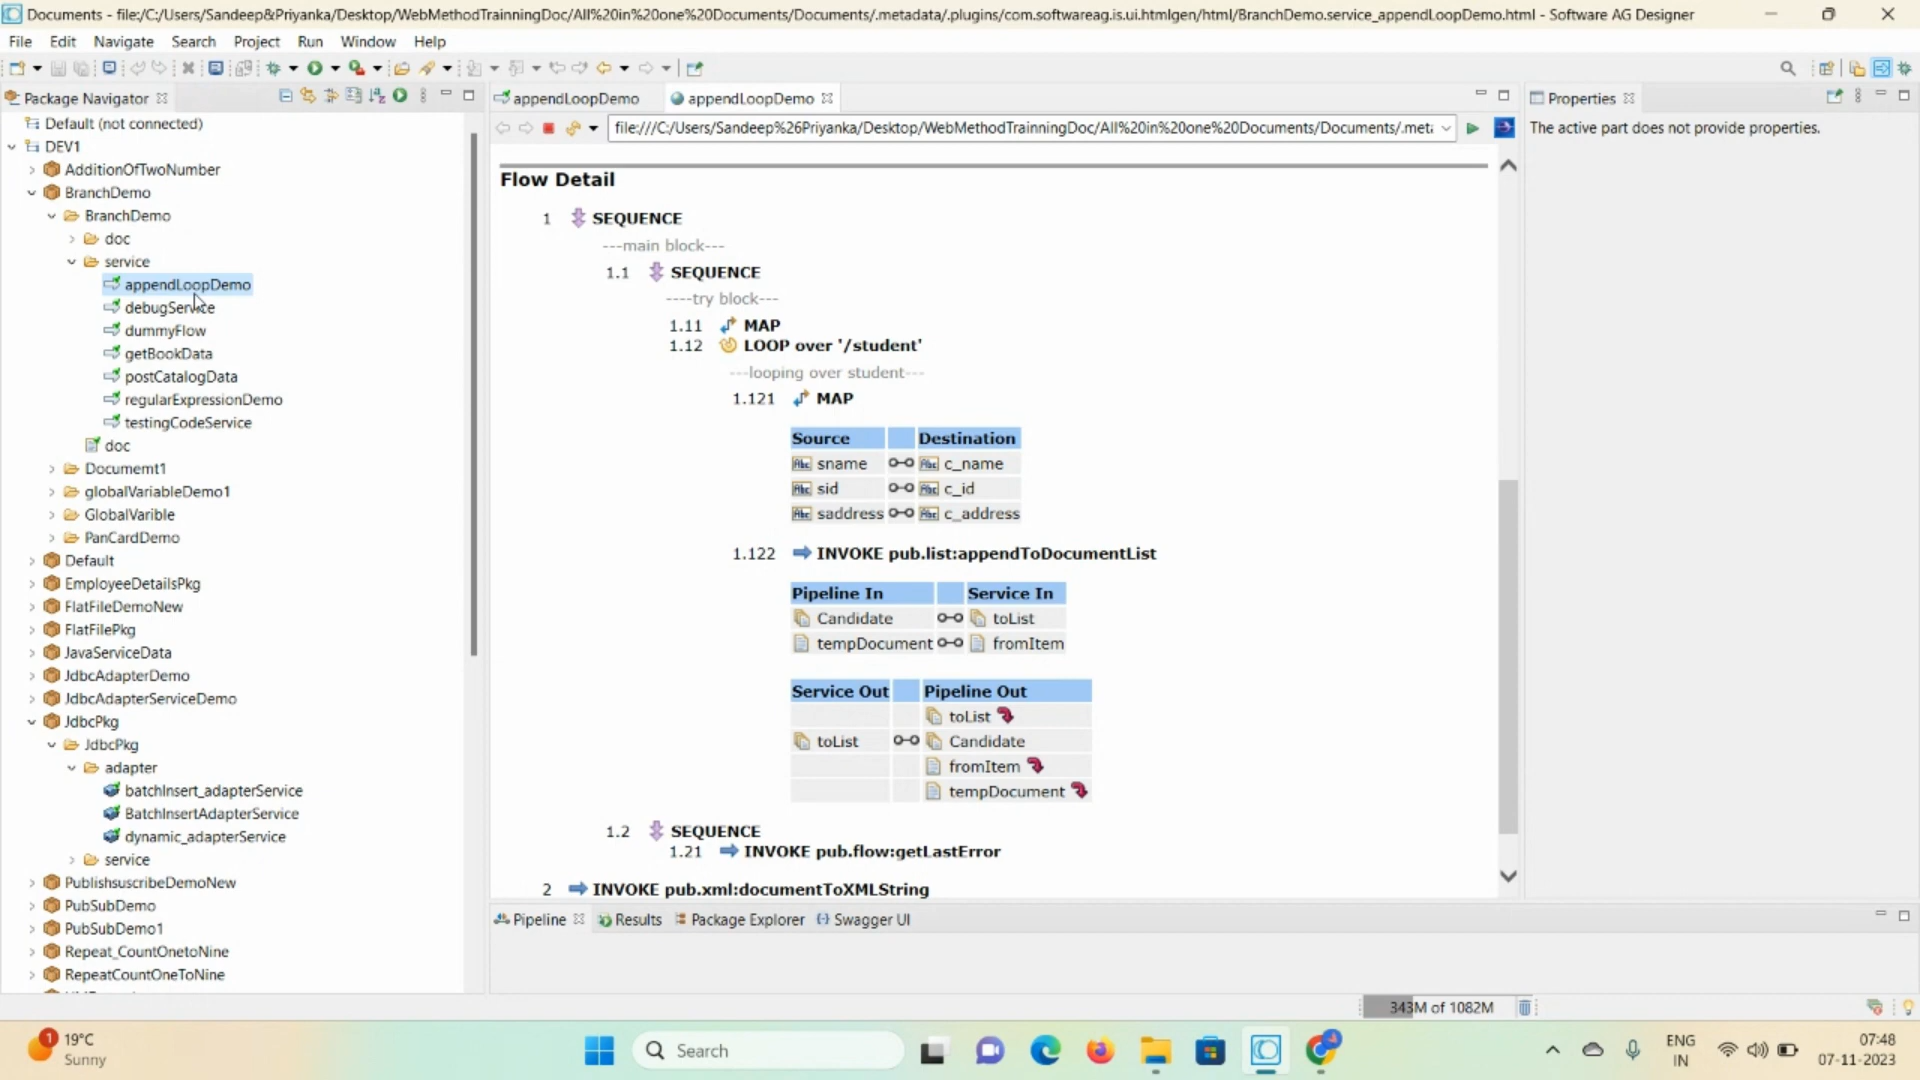 Documents - file:/C:/Users/Sandeep&Priyanka/Desktop/WebMethodTrainningDoc/All%20in%20one%20Documents/Documents/.metadata/.plugins/com.softwareag.is.ui.htmlgen/html/BranchDemo.service_appendLoopDemo.html - Software AG Designer
File Edit Navigate Search Project Run Window Help
Package Navigator
Default (not connected)
DEV1
AdditionOfTwoNumber
BranchDemo
BranchDemo
doc
service
appendLoopDemo
debugService
dummyFlow
getBookData
postCatalogData
regularExpressionDemo
testingCodeService
doc
Documemt1
globalVariableDemo1
GlobalVarible
PanCardDemo
Default
EmployeeDetailsPkg
FlatFileDemoNew
FlatFilePkg
JavaServiceData
JdbcAdapterDemo
JdbcAdapterServiceDemo
JdbcPkg
JdbcPkg
adapter
batchInsert_adapterService
BatchInsertAdapterService
dynamic_adapterService
service
PublishsuscribeDemoNew
PubSubDemo
PubSubDemo1
Repeat_CountOnetoNine
RepeatCountOneToNine
appendLoopDemo appendLoopDemo
file:///C:/Users/Sandeep%26Priyanka/Desktop/WebMethodTrainningDoc/All%20in%20one%20Documents/Documents/.meta
Flow Detail
1 SEQUENCE
---main block---
1.1 SEQUENCE
----try block---
1.11 MAP
1.12 LOOP over '/student'
---looping over student---
1.121 MAP
Source Destination
Abc sname Abc c_name
Abc sid Abc c_id
Abc saddress Abc c_address
1.122 INVOKE pub.list:appendToDocumentList
Pipeline In Service In
Candidate toList
tempDocument fromItem
Service Out Pipeline Out
toList
toList Candidate
fromItem
tempDocument
1.2 SEQUENCE
1.21 INVOKE pub.flow:getLastError
2 INVOKE pub.xml:documentToXMLString
Pipeline Results Package Explorer Swagger UI
Properties
The active part does not provide properties.
343M of 1082M
1
19°C
Sunny
Search
ENG
IN
07:48
07-11-2023